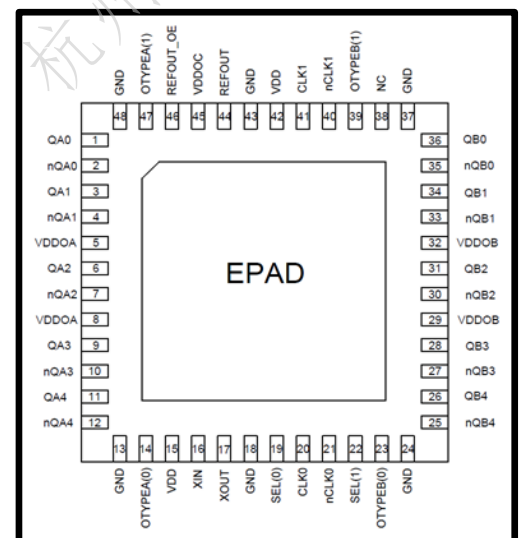 杭州
GND OTYPEA(1) REFOUT_OE VDDOC REFOUT GND VDD CLK1 nCLK1 OTYPEB(1) NC GND
48 47 46 45 44 43 42 41 40 39 38 37
QA0 1 36 QB0
nQA0 2 35 nQB0
QA1 3 34 QB1
nQA1 4 33 nQB1
VDDOA 5 32 VDDOB
QA2 6 31 QB2
EPAD
nQA2 7 30 nQB2
VDDOA 8 29 VDDOB
QA3 9 28 QB3
nQA3 10 27 nQB3
QA4 11 26 QB4
nQA4 12 25 nQB4
13 14 15 16 17 18 19 20 21 22 23 24
GND OTYPEA(0) VDD XIN XOUT GND SEL(0) CLK0 nCLK0 SEL(1) OTYPEB(0) GND